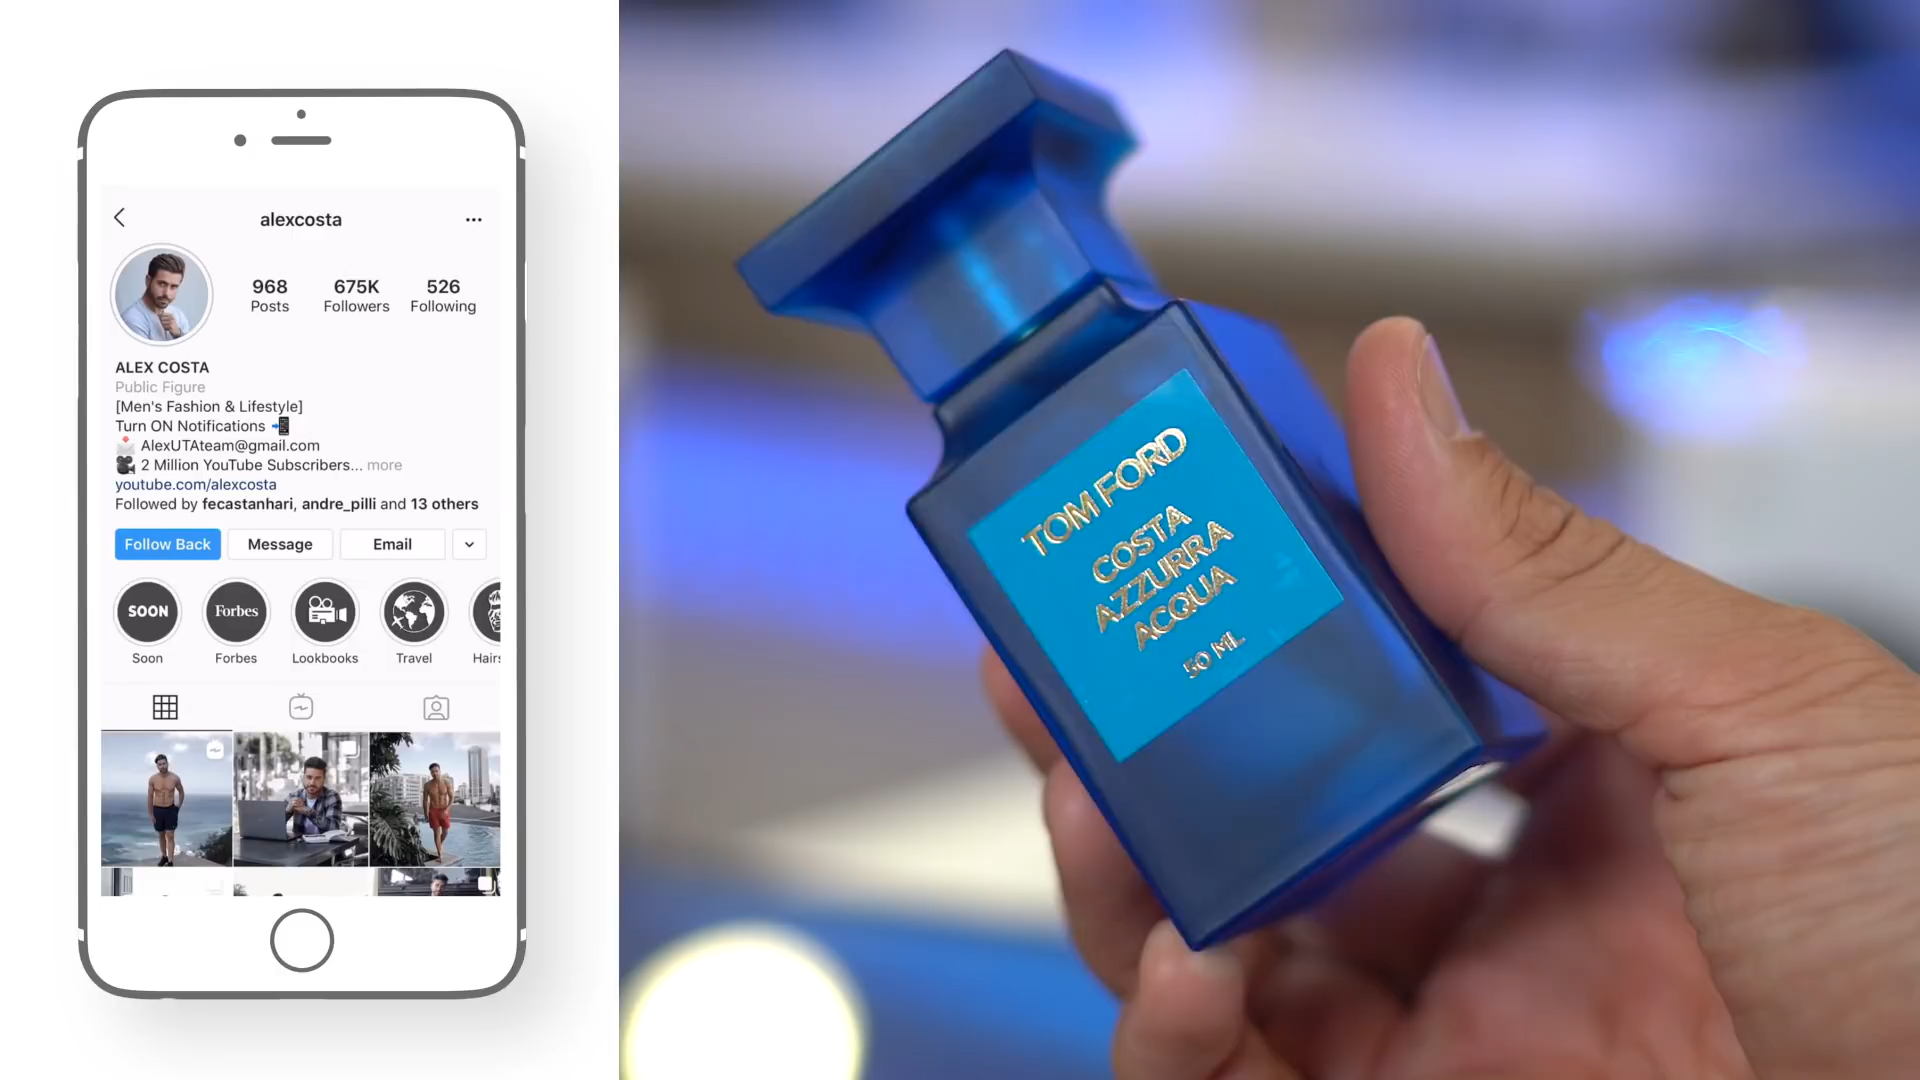 alexcosta
968
Posts
675K
Followers
526
Following
ALEX COSTA
Public Figure
[Men's Fashion & Lifestyle]
Turn ON Notifications 📲
📩 AlexUTAteam@gmail.com
🎥 2 Million YouTube Subscribers... more
youtube.com/alexcosta
Followed by fecastanhari, andre_pilli and 13 others
Follow Back
Message
Email
SOON
Forbes
Soon
Forbes
Lookbooks
Travel
Hairs
TOM FORD
COSTA
AZZURRA
ACQUA
50 ML